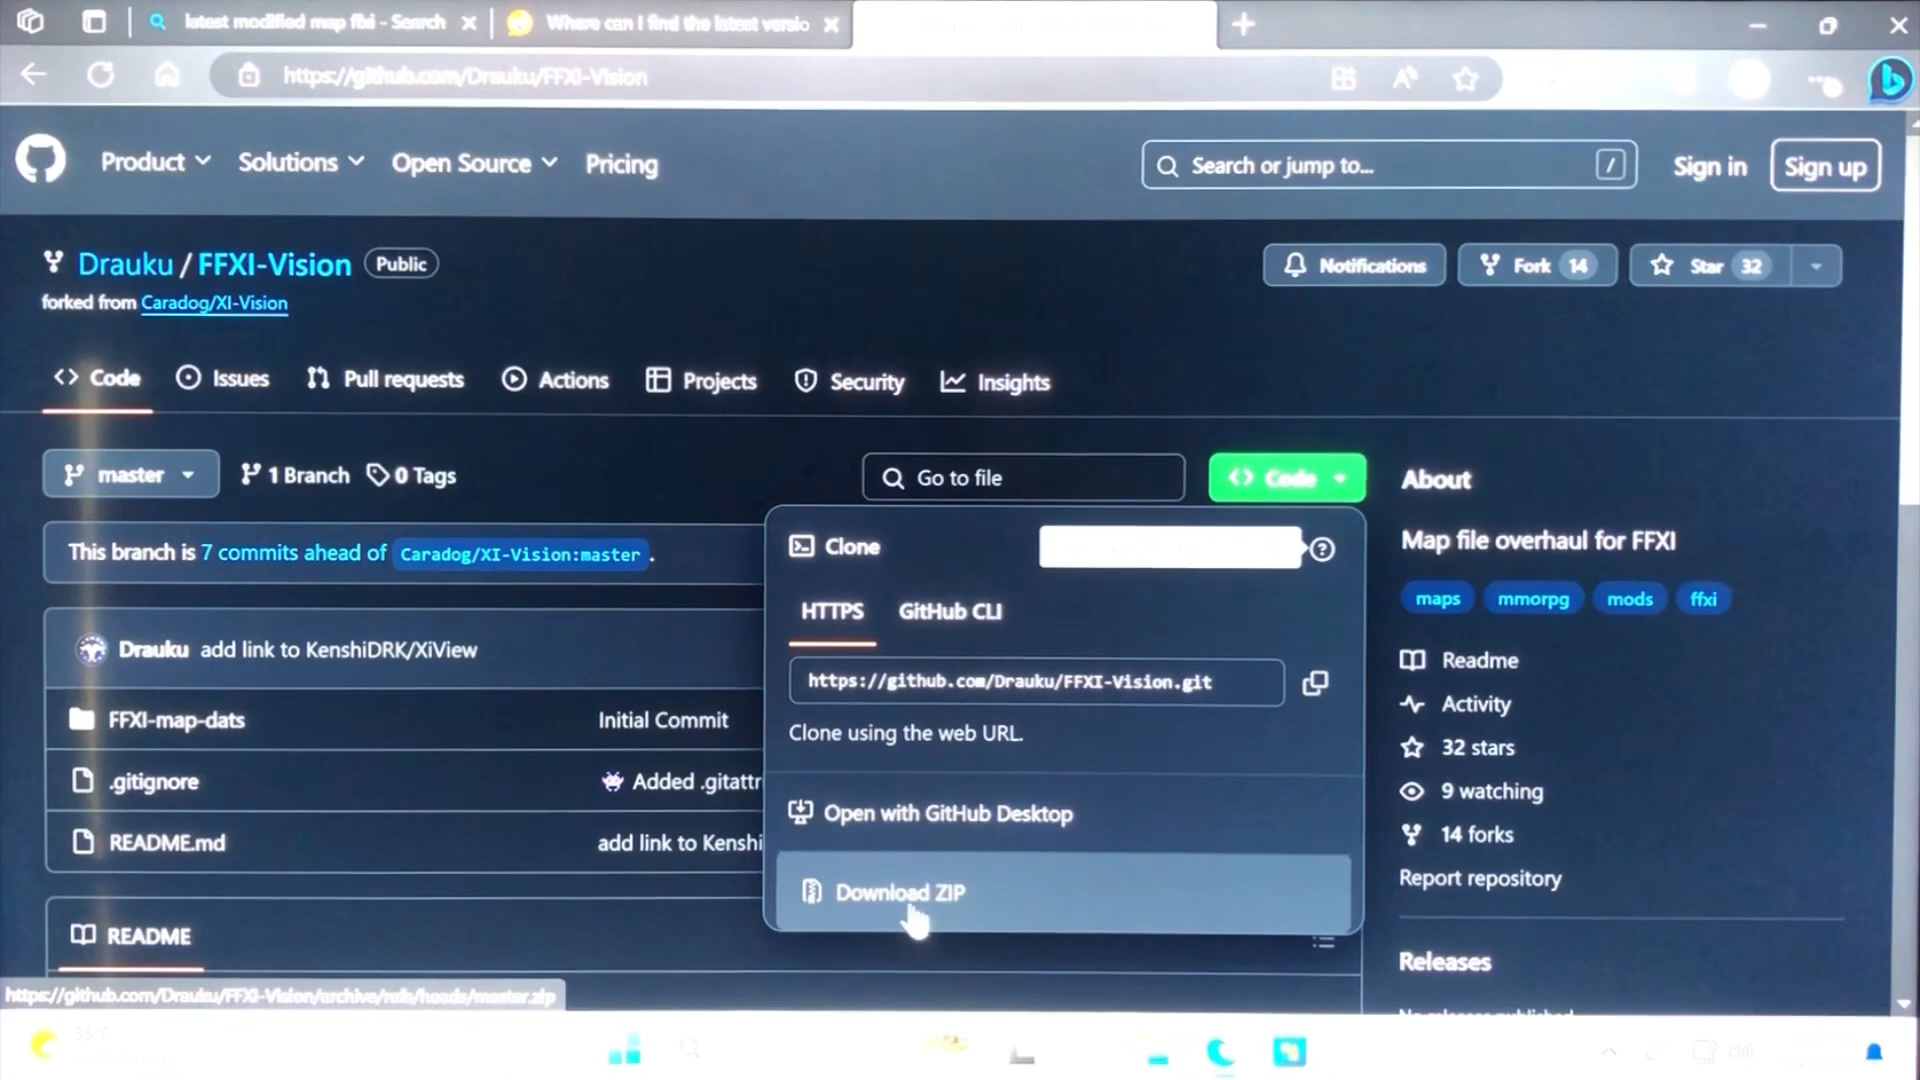 latest modified map ffxi - Search
Where can I find the latest versio
https://github.com/Drauku/FFXI-Vision
Product
Solutions
Open Source
Pricing
Search or jump to...
/
Sign in
Sign up
Drauku / FFXI-Vision
Public
forked from Caradog/XI-Vision
Notifications
Fork 14
Star 32
Code
Issues
Pull requests
Actions
Projects
Security
Insights
master
1 Branch
0 Tags
Go to file
Code
About
This branch is 7 commits ahead of Caradog/XI-Vision:master .
Clone
Map file overhaul for FFXI
HTTPS
GitHub CLI
maps
mmorpg
mods
ffxi
Drauku add link to KenshiDRK/XiView
https://github.com/Drauku/FFXI-Vision.git
Readme
FFXI-map-dats
Initial Commit
Clone using the web URL.
Activity
32 stars
.gitignore
Added .gitattr
Open with GitHub Desktop
9 watching
README.md
add link to Kenshi
14 forks
Download ZIP
Report repository
README
Releases
https://github.com/Drauku/FFXI-Vision/archive/refs/heads/master.zip